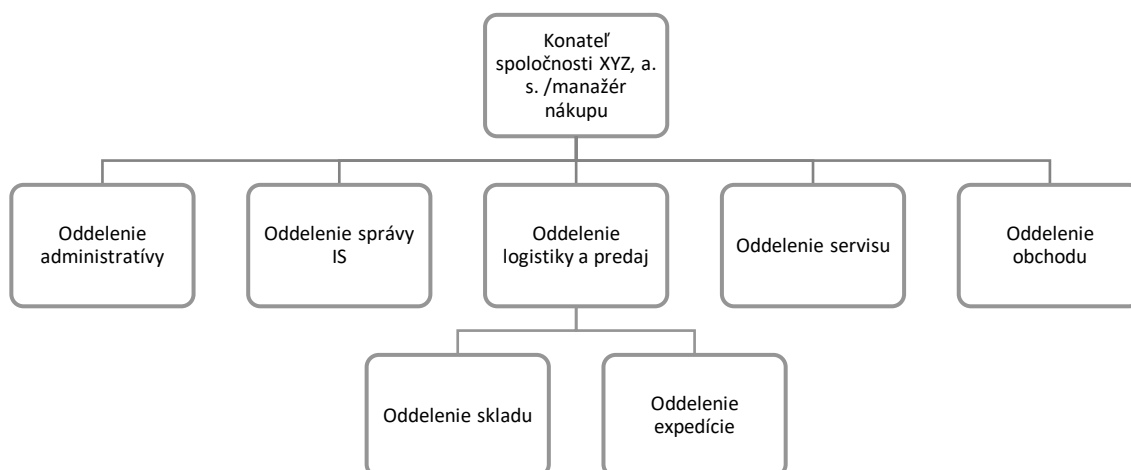 Konateľ
spoločnosti XYZ, a.
s. /manažér
nákupu
Oddelenie
administratívy
Oddelenie správy
IS
Oddelenie
logistiky a predaj
Oddelenie servisu
Oddelenie
obchodu
Oddelenie skladu
Oddelenie
expedície